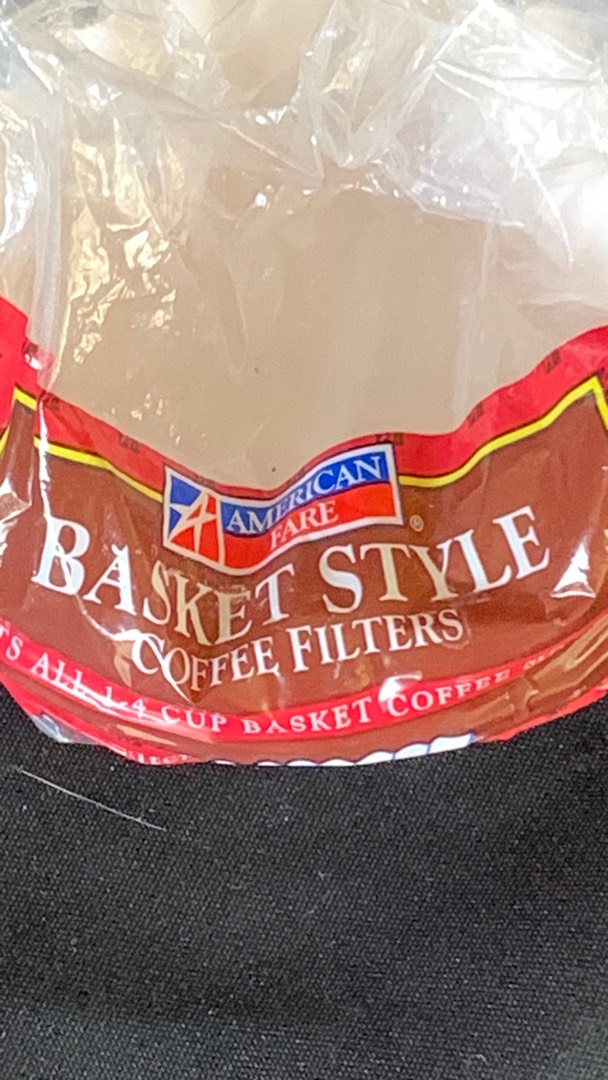 AMERICAN
FARE®
BASKET STYLE
COFFEE FILTERS
ALL 1-4 CUP BASKET COFFEE